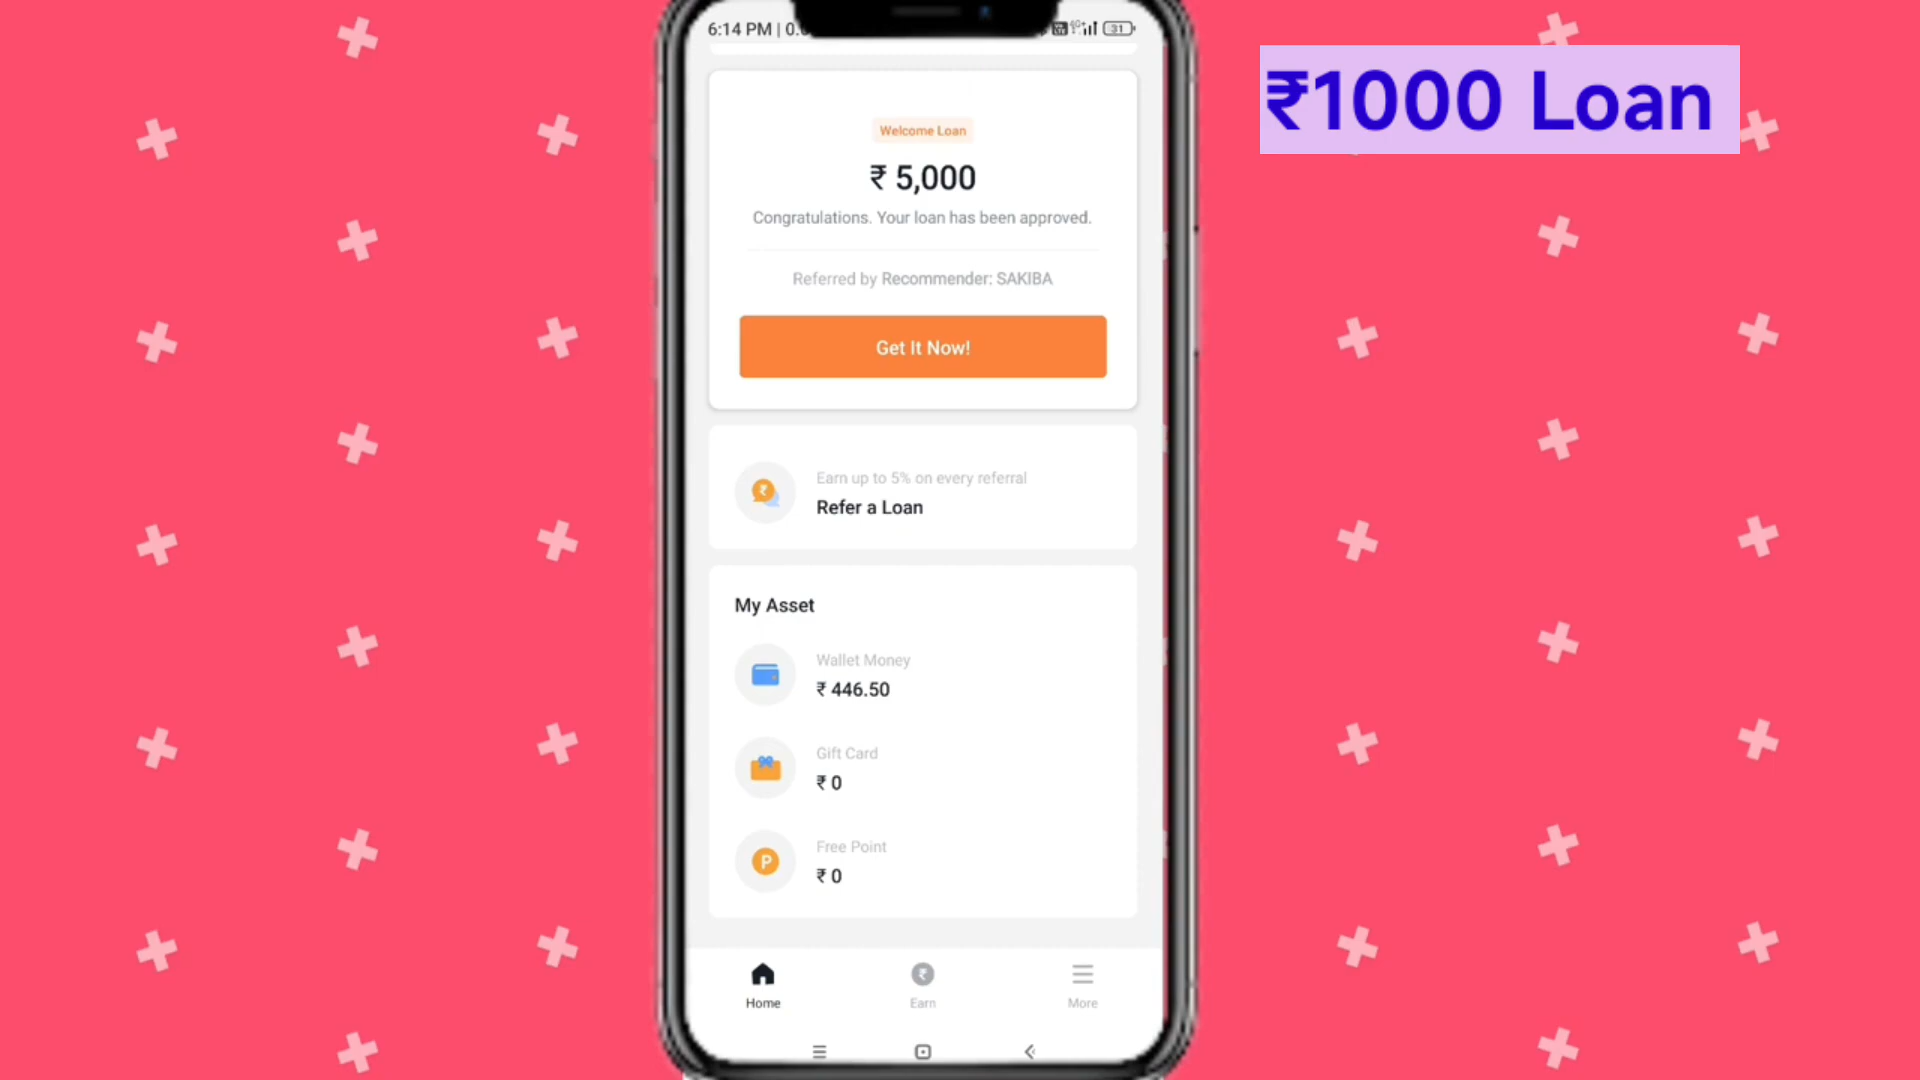 6:14 PM | 0.
31
₹1000 Loan
Welcome Loan
₹ 5,000
Congratulations. Your loan has been approved.
Referred by Recommender: SAKIBA
Get It Now!
Earn up to 5% on every referral
Refer a Loan
My Asset
Wallet Money
₹ 446.50
Gift Card
₹ 0
P
Free Point
₹ 0
Home
Earn
More